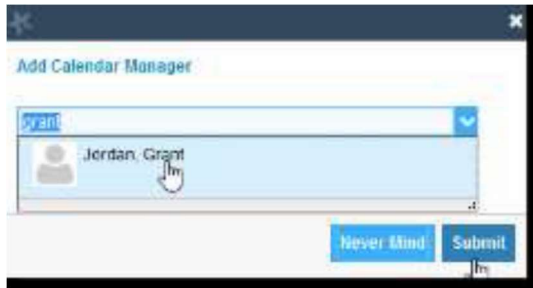 Add Calendar Manager
grant
Jordan, Grant
Never Mind Submit